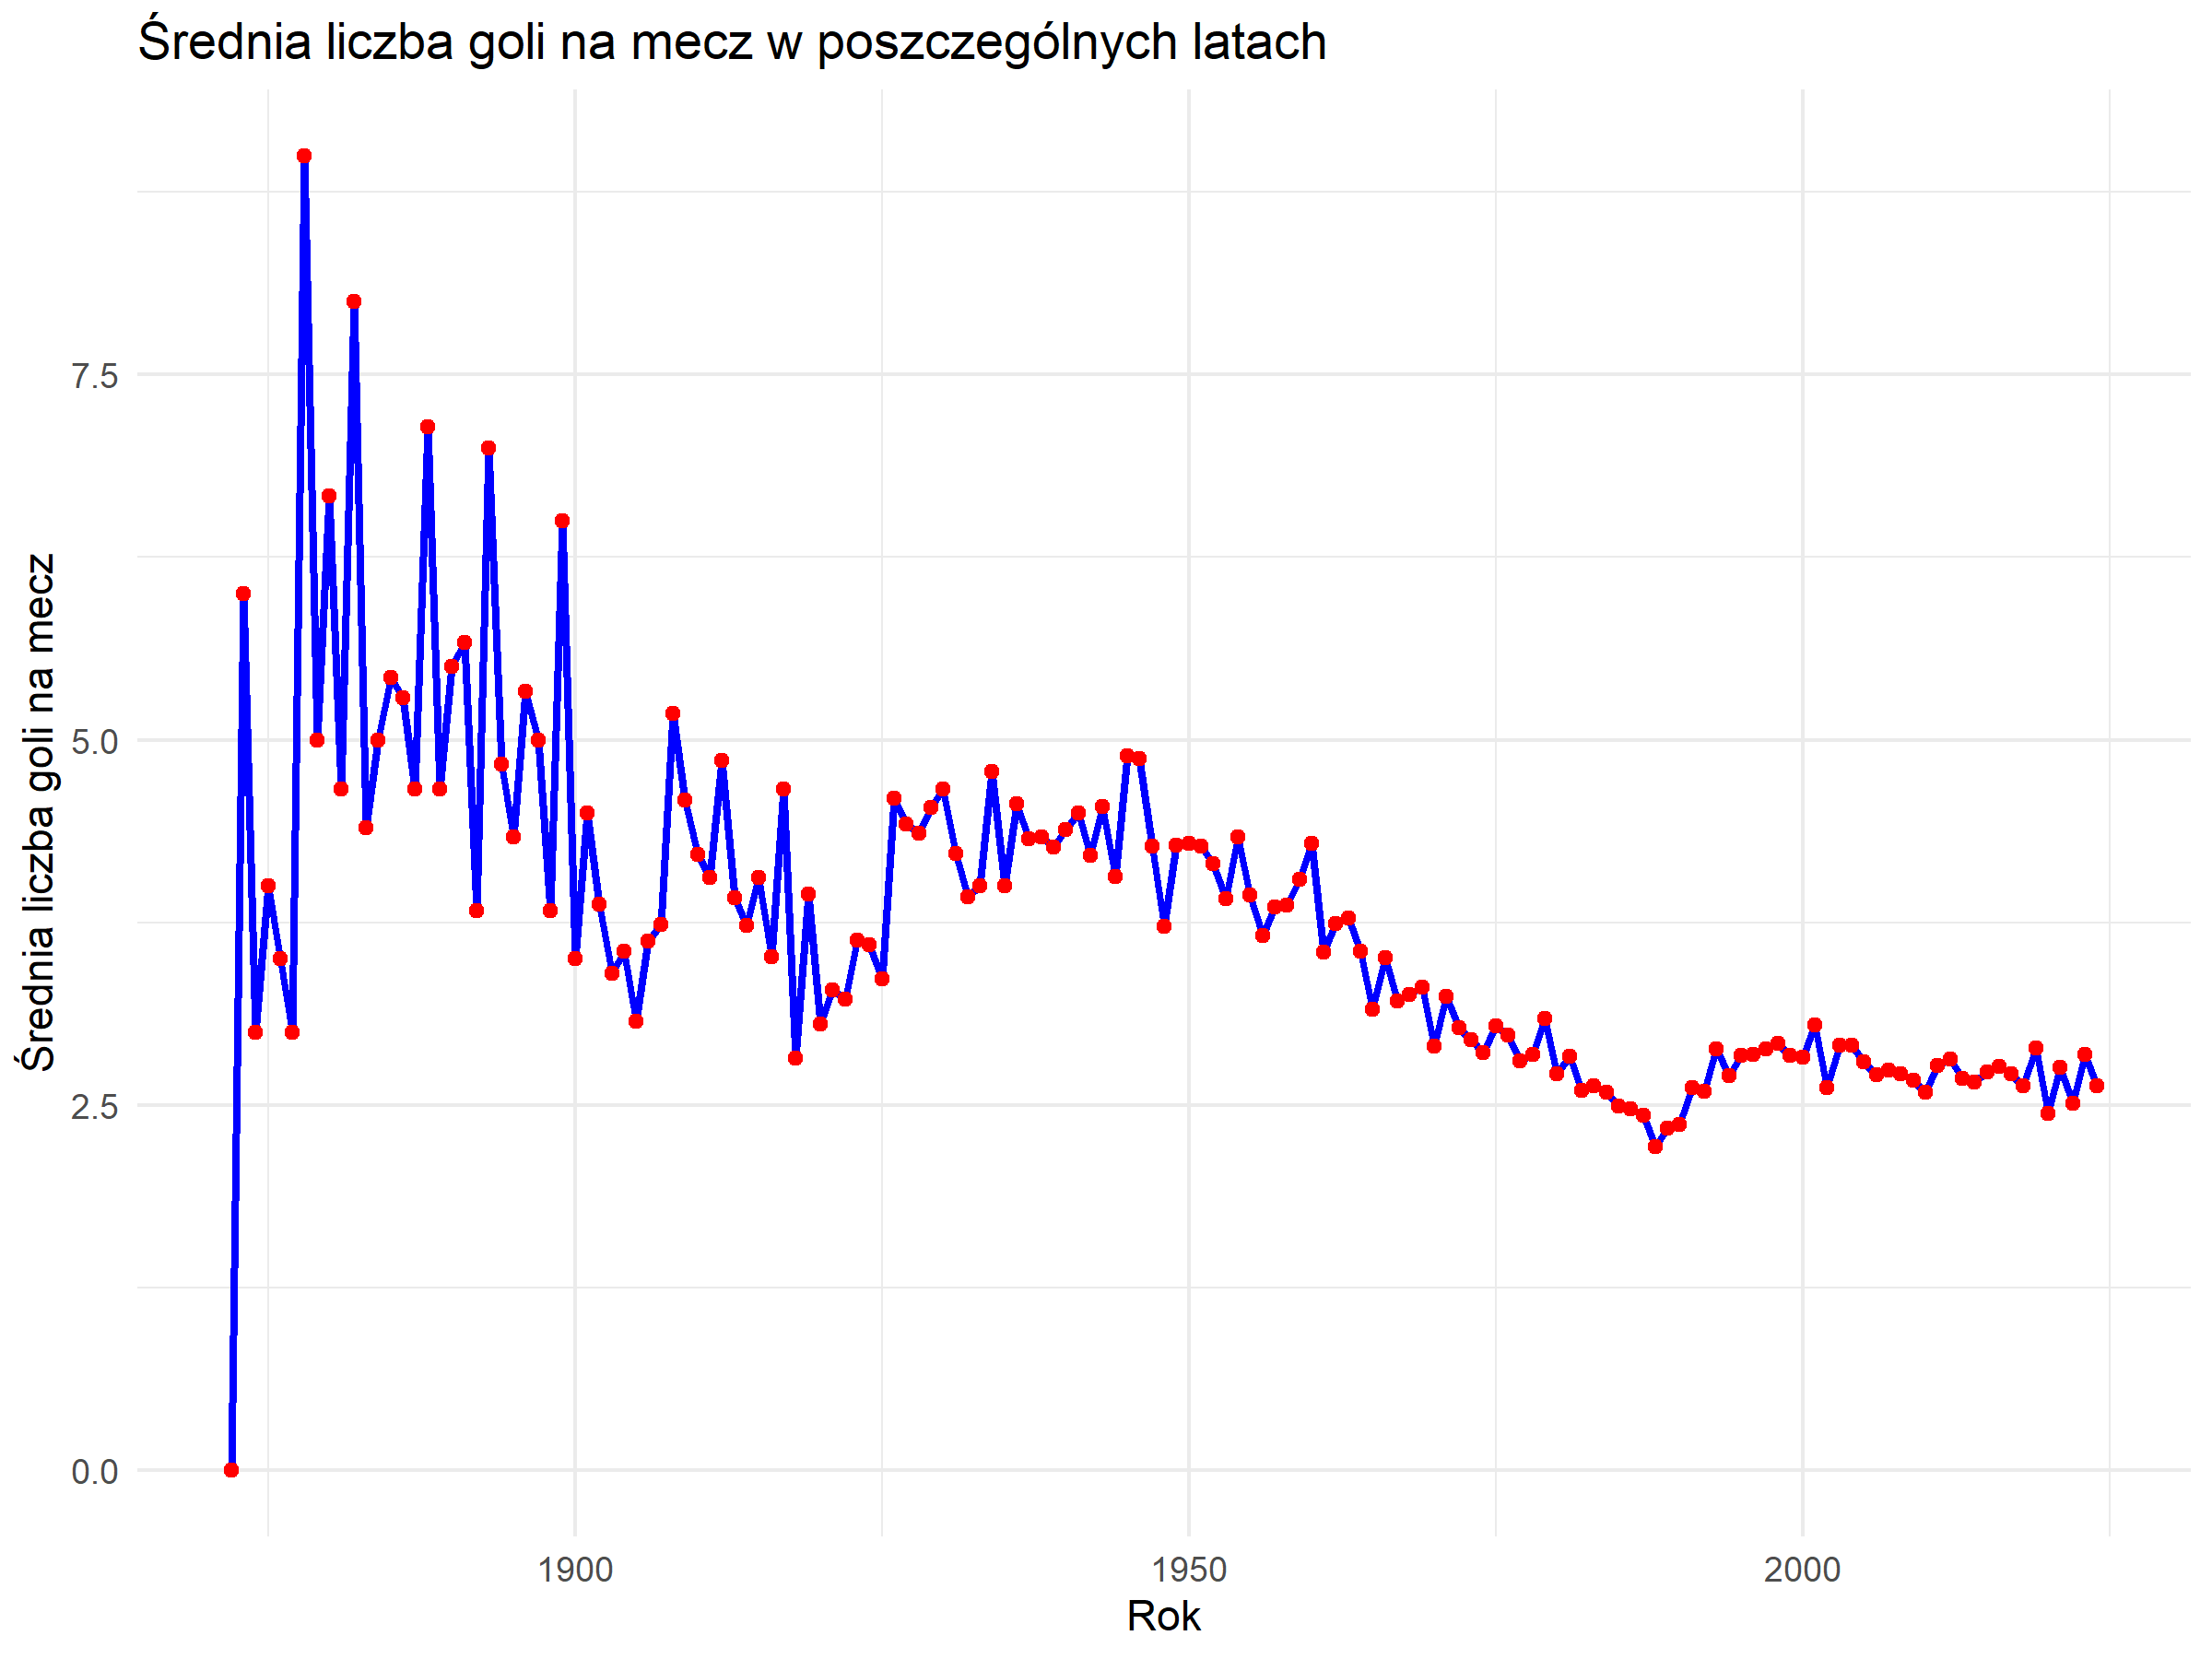 Średnia liczba goli na mecz w poszczególnych latach
Średnia liczba goli na mecz
7.5
5.0
2.5
0.0
1900
1950
2000
Rok